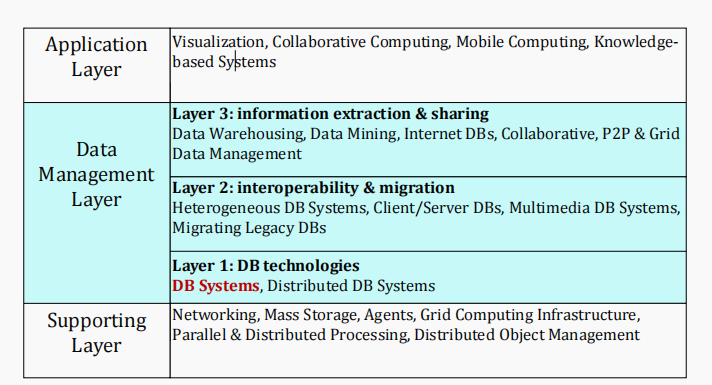 Application
Layer
Visualization, Collaborative Computing, Mobile Computing, Knowledge-
based Systems
Data
Management
Layer
Layer 3: information extraction & sharing
Data Warehousing, Data Mining, Internet DBs, Collaborative, P2P & Grid
Data Management
Layer 2: interoperability & migration
Heterogeneous DB Systems, Client/Server DBs, Multimedia DB Systems,
Migrating Legacy DBs
Layer 1: DB technologies
DB Systems, Distributed DB Systems
Supporting
Layer
Networking, Mass Storage, Agents, Grid Computing Infrastructure,
Parallel & Distributed Processing, Distributed Object Management